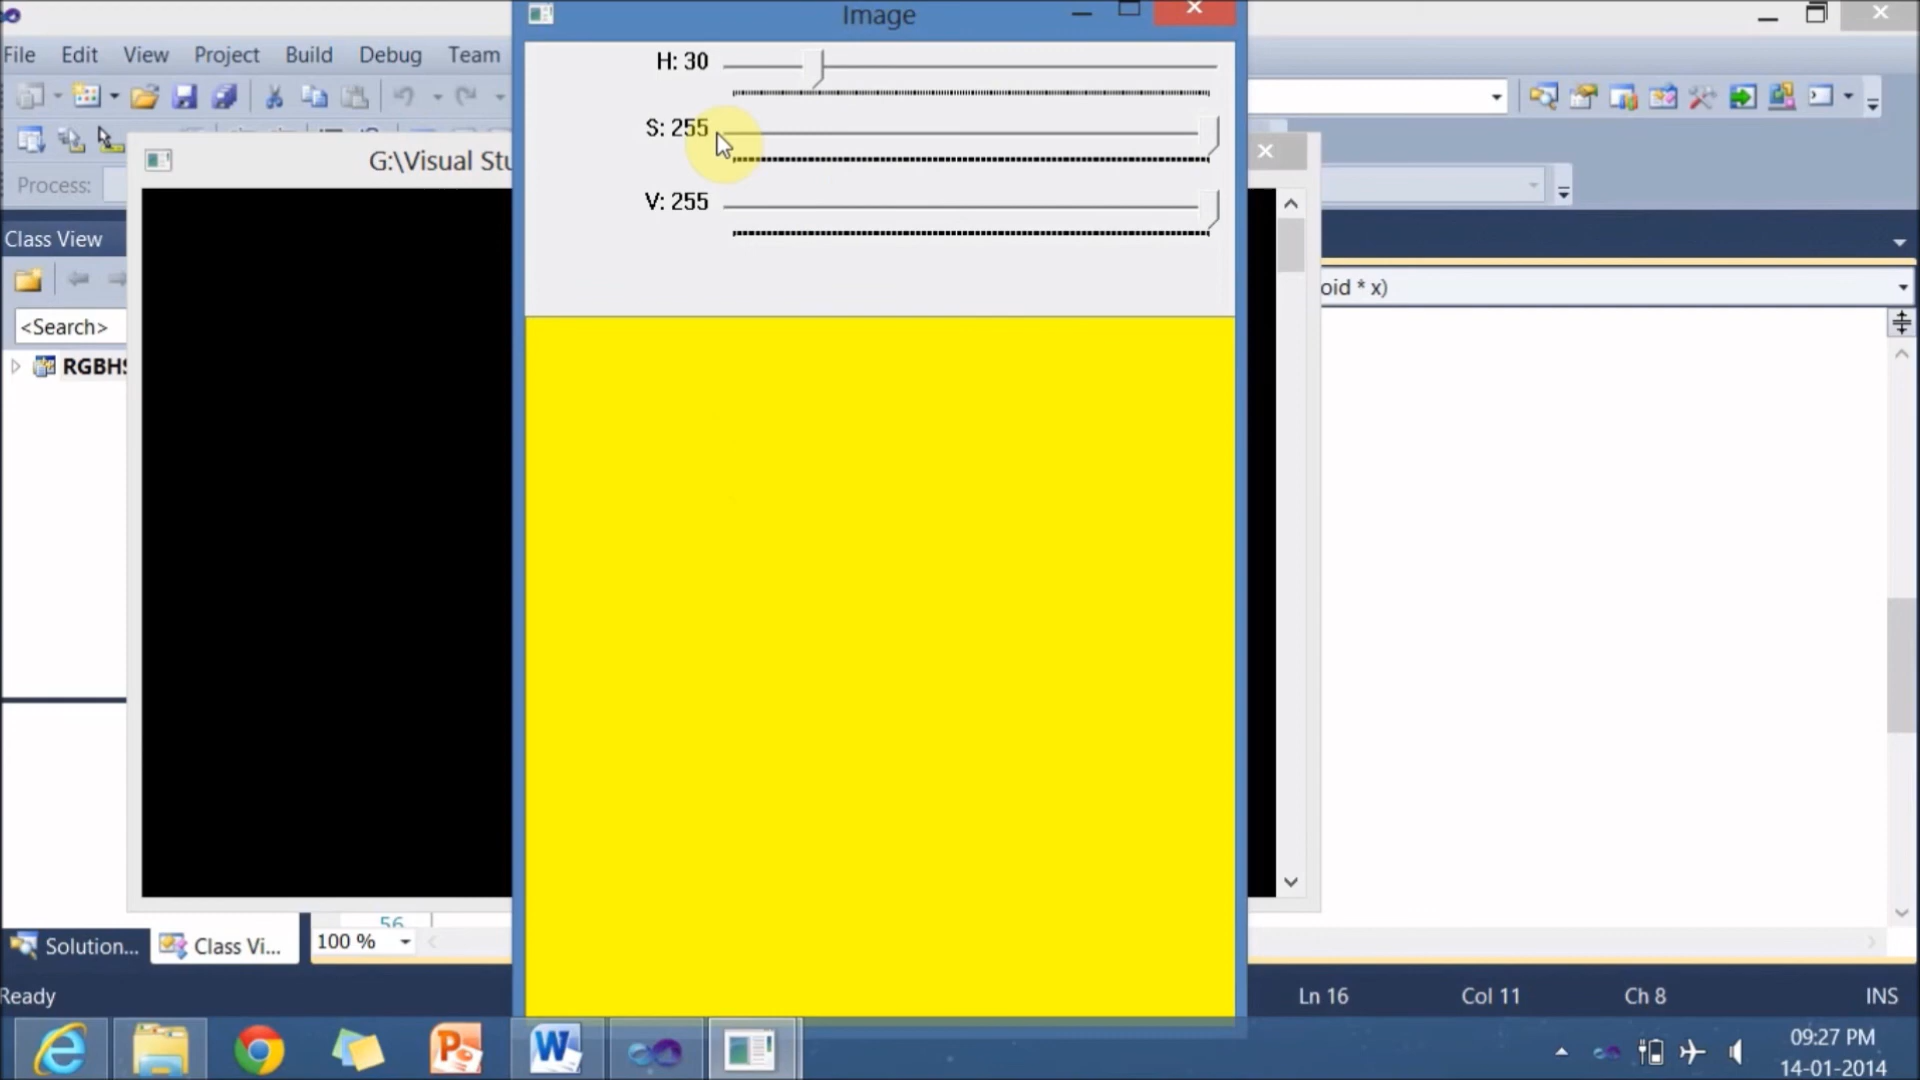 Image
File Edit View Project Build Debug Team
H: 30
S: 255
V: 255
G:\Visual Stu
Process:
Class View
oid * x)
<Search>
RGBHS
56
Solution... Class Vi... 100 %
Ready Ln 16 Col 11 Ch 8 INS
09:27 PM
14-01-2014